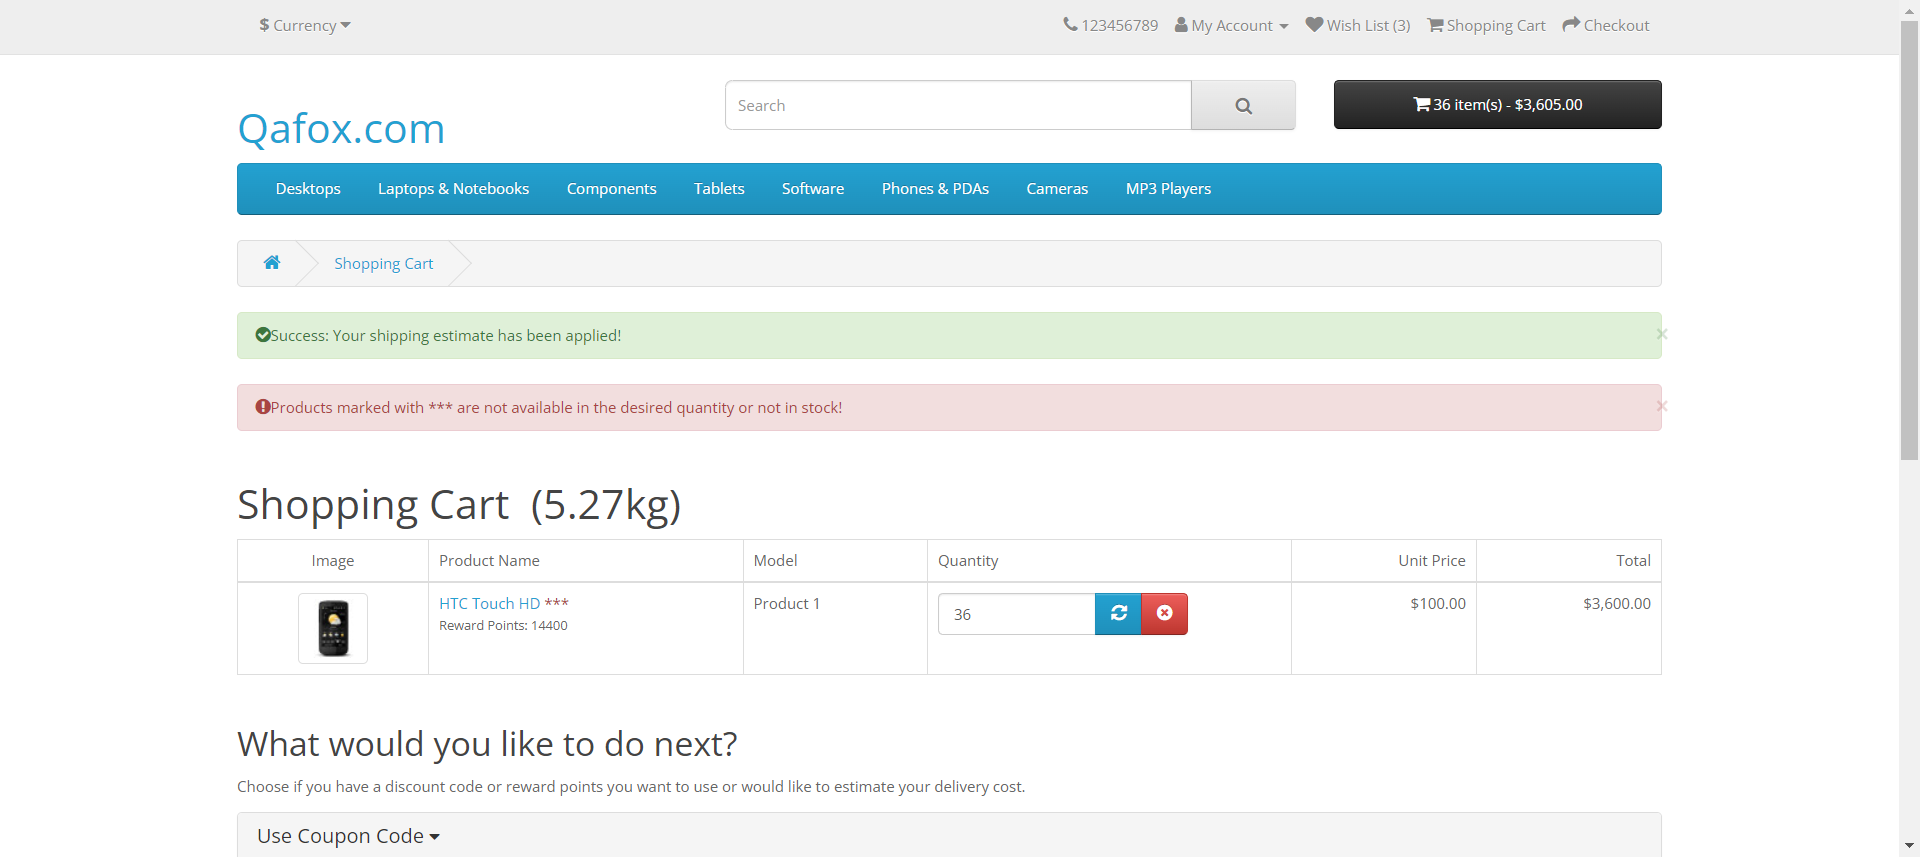 $ Currency
123456789 My Account Wish List (3) Shopping Cart Checkout
Qafox.com
Search
36 item(s) - $3,605.00
Desktops Laptops & Notebooks Components Tablets Software Phones & PDAs Cameras MP3 Players
Shopping Cart
Success: Your shipping estimate has been applied!
×
Products marked with *** are not available in the desired quantity or not in stock!
×
Shopping Cart (5.27kg)
Image Product Name Model Quantity Unit Price Total
HTC Touch HD *** Product 1 36 $100.00 $3,600.00
Reward Points: 14400
What would you like to do next?
Choose if you have a discount code or reward points you want to use or would like to estimate your delivery cost.
Use Coupon Code